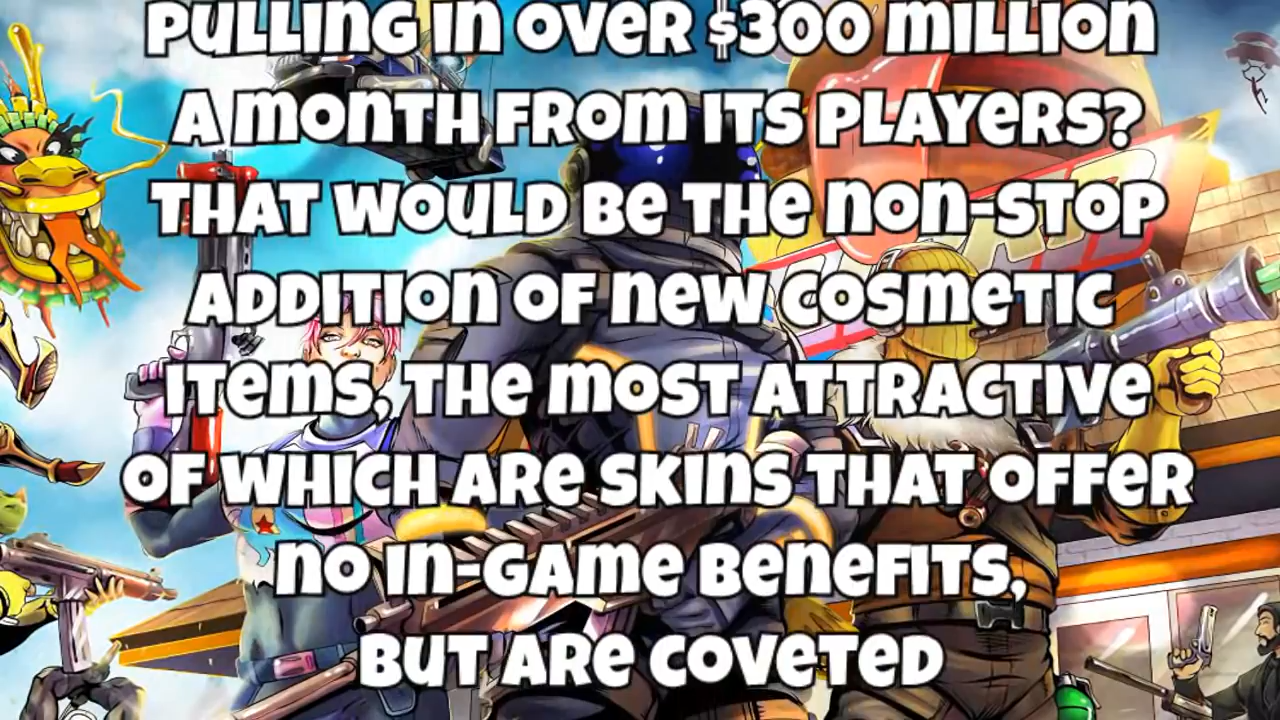 PULLING IN OVER $300 MILLION
A MONTH FROM ITS PLAYERS?
THAT WOULD BE THE NON-STOP
ADDITION OF NEW COSMETIC
ITEMS, THE MOST ATTRACTIVE
OF WHICH ARE SKINS THAT OFFER
NO IN-GAME BENEFITS,
BUT ARE COVETED